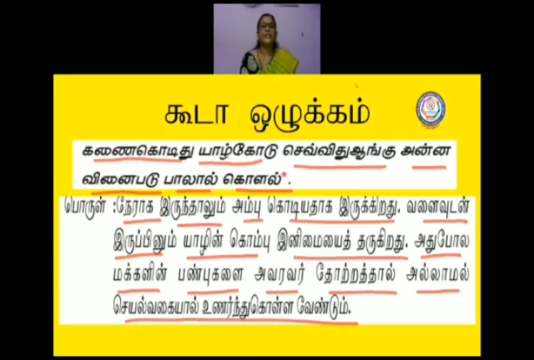 கூடா ஒழுக்கம்
கணைகொடிது யாழ்கோடு செவ்விதுஆங்கு அன்ன
வினைபடு பாலால் கொளல்*.
பொருள் :நேராக இருந்தாலும் அம்பு கொடியதாக இருக்கிறது. வளைவுடன்
இருப்பினும் யாழின் கொம்பு இனிமையைத் தருகிறது. அதுபோல
மக்களின் பண்புகளை அவரவர் தோற்றத்தால் அல்லாமல்
செயல்வகையால் உணர்ந்துகொள்ள வேண்டும்.